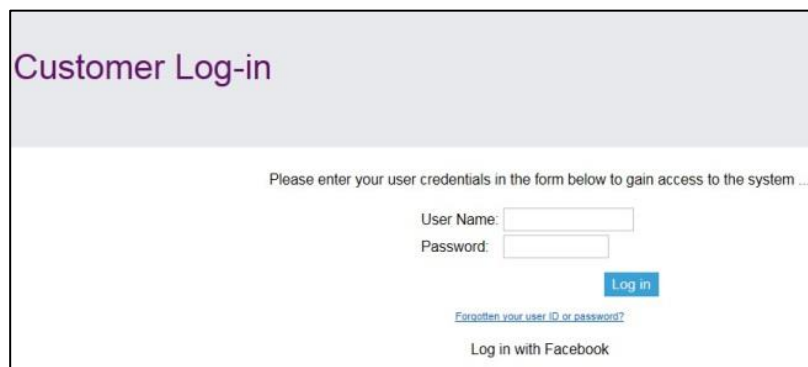 Customer Log-in
Please enter your user credentials in the form below to gain access to the system ...
User Name:
Password:
Log in
Forgotten your user ID or password?
Log in with Facebook